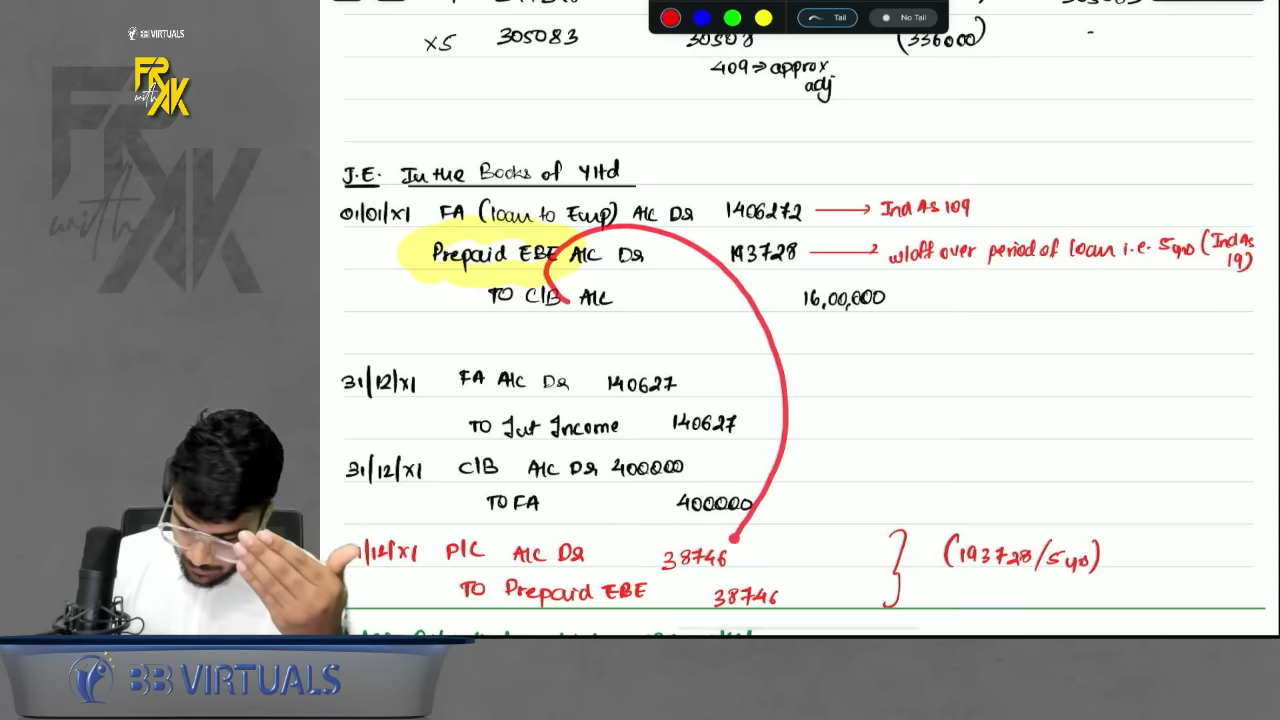 BB VIRTUALS
FR
with
AK
Tail
No Tail
X5 305083 30508 (336000) -
409 ⇒ approx
adj
J.E. In the Books of Y ltd
01/01/X1 FA (loan to Emp) A/C Dr 1406272 → Ind As 109
Prepaid EBE A/C Dr 193728 → w/off over period of loan i.e. 5 yrs (Ind As 19)
TO C/B A/C 16,00,000
31/12/X1 FA A/C Dr 140627
TO Int Income 140627
31/12/X1 C/B A/C Dr 400000
TO FA 400000
/12/X1 P/L A/C Dr 38746 } (193728/5 yrs)
TO Prepaid EBE 38746
BB VIRTUALS